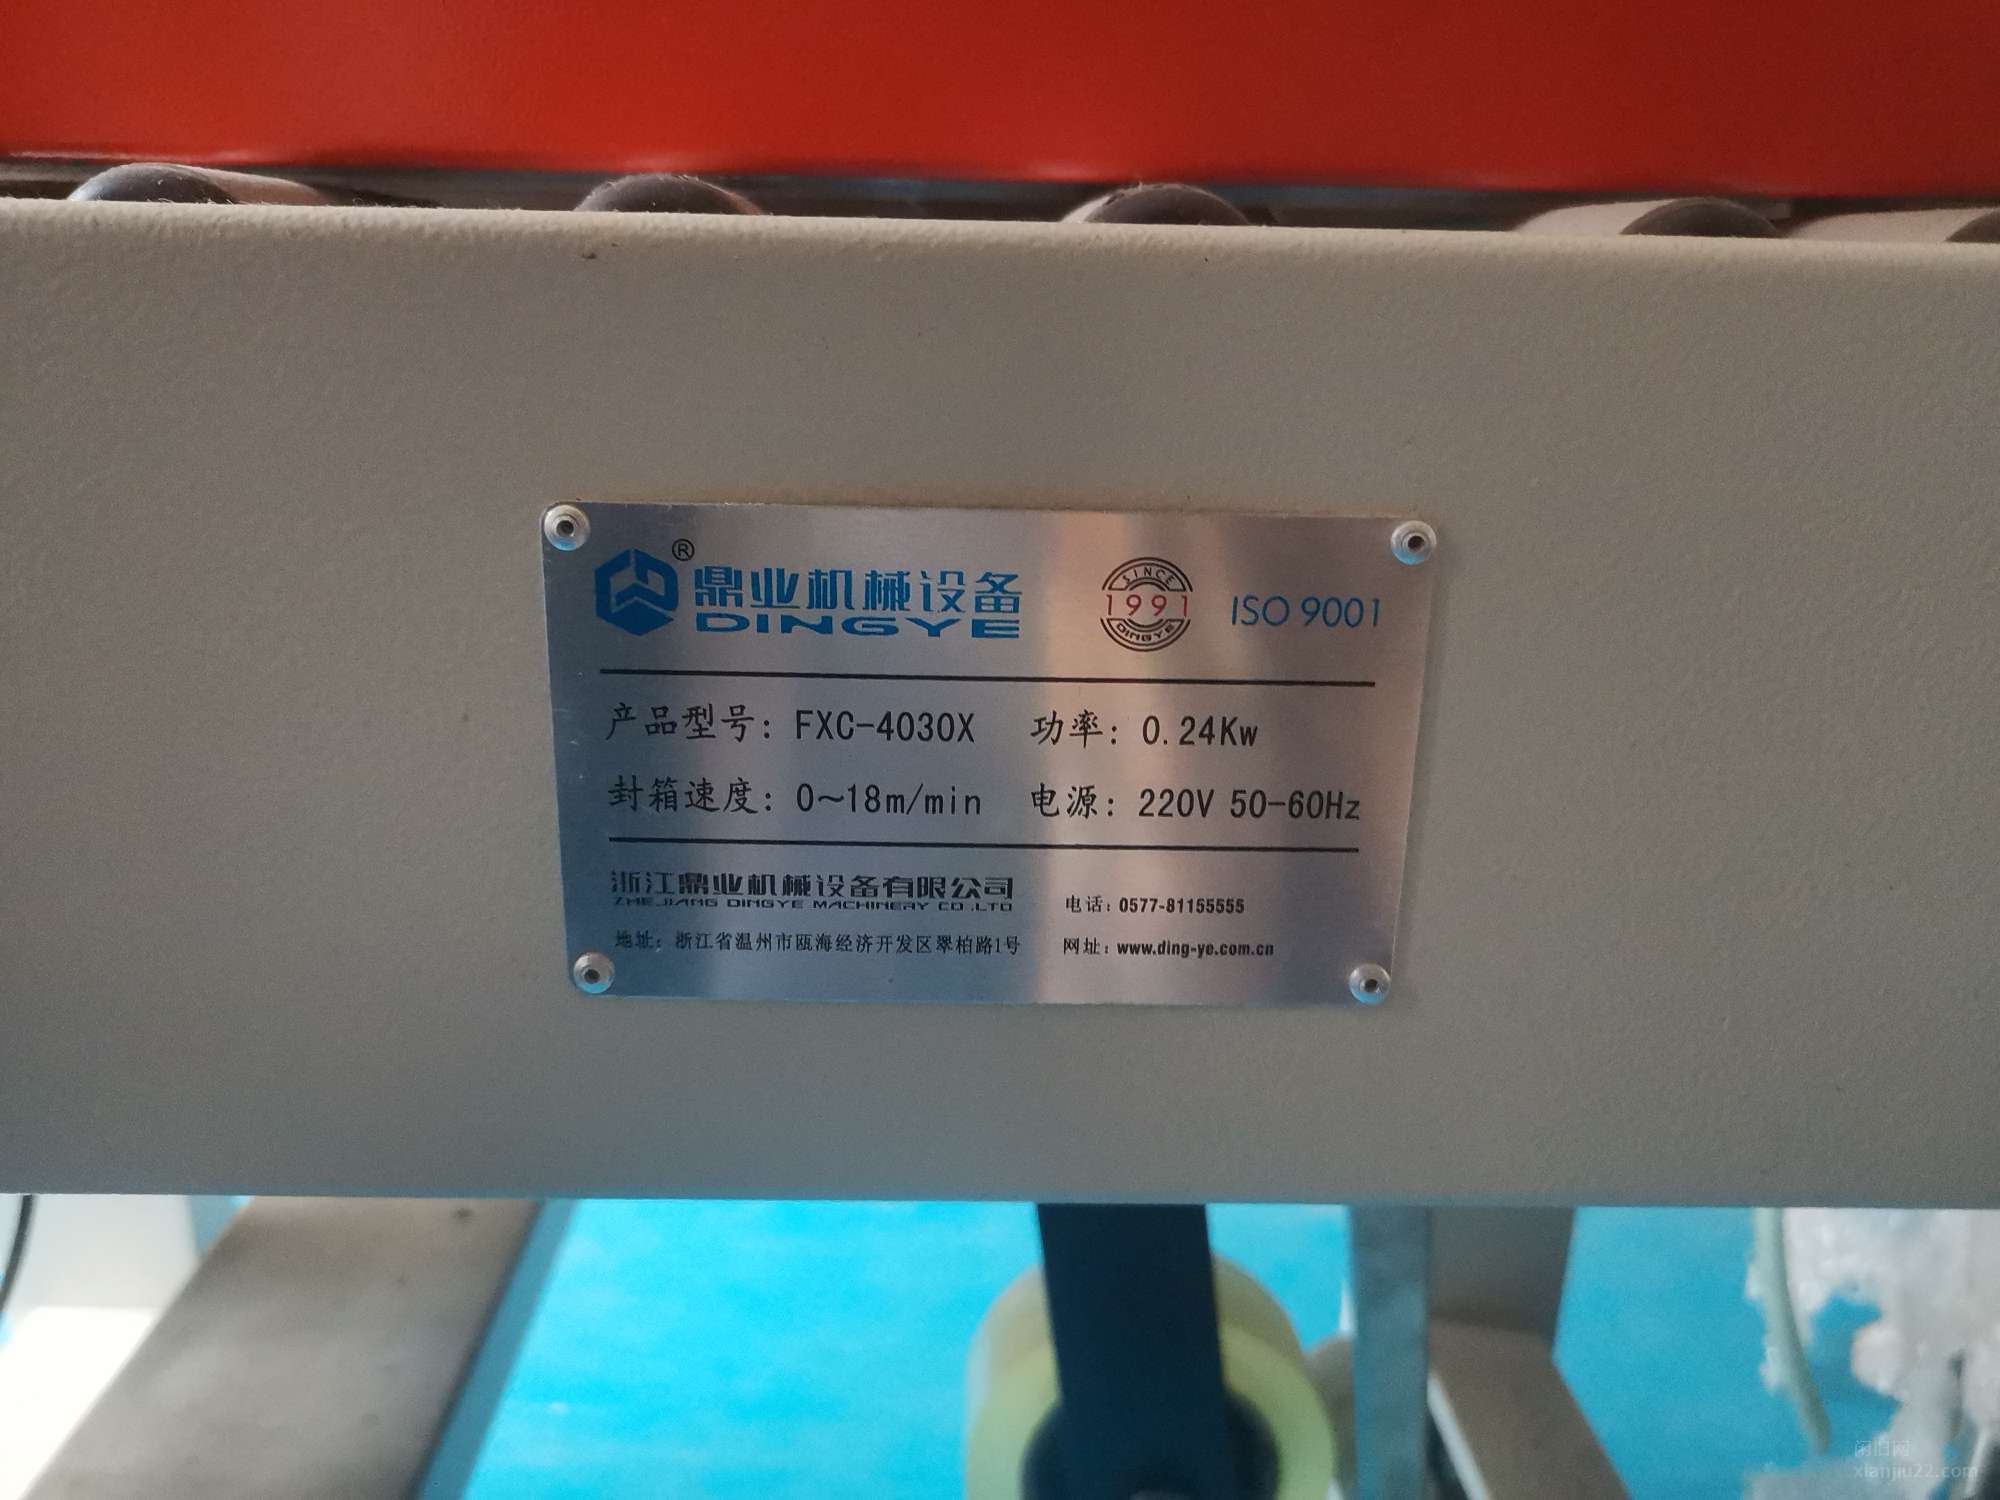 ®
鼎业机械设备
DINGYE
SINCE
1991
DINGYE
ISO 9001
产品型号: FXC-4030X 功率: 0.24Kw
封箱速度: 0~18m/min 电源: 220V 50-60Hz
浙江鼎业机械设备有限公司
ZHEJIANG DINGYE MACHINERY CO.,LTD
电话: 0577-81155555
地址: 浙江省温州市瓯海经济开发区翠柏路1号
网址: www.ding-ye.com.cn
闲旧网
xianjiu22.com